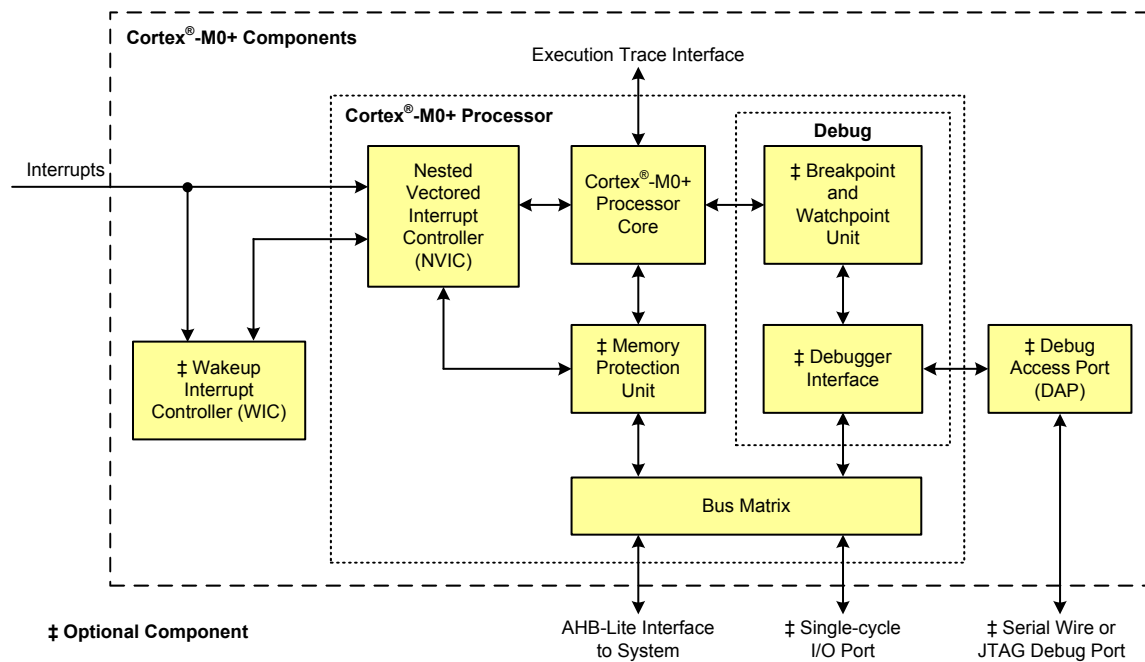 Cortex®-M0+ Components
Execution Trace Interface
Cortex®-M0+ Processor
Debug
Interrupts
Nested
Vectored
Interrupt
Controller
(NVIC)
Cortex®-M0+
Processor
Core
‡ Breakpoint
and
Watchpoint
Unit
‡ Wakeup
Interrupt
Controller (WIC)
‡ Memory
Protection
Unit
‡ Debugger
Interface
‡ Debug
Access Port
(DAP)
Bus Matrix
‡ Optional Component
AHB-Lite Interface
to System
‡ Single-cycle
I/O Port
‡ Serial Wire or
JTAG Debug Port